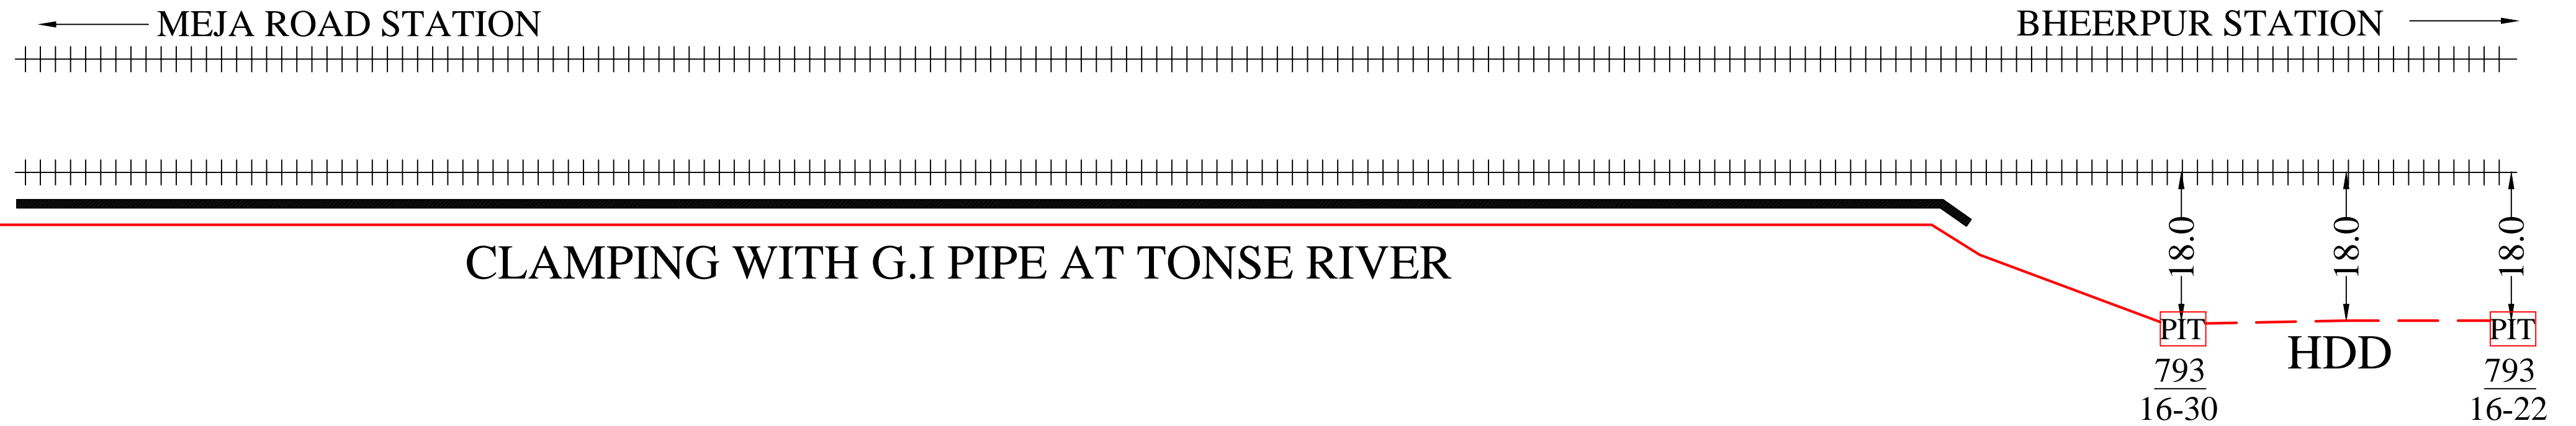 MEJA ROAD STATION
BHEERPUR STATION
18.0
18.0
18.0
CLAMPING WITH G.I PIPE AT TONSE RIVER
PIT
PIT
HDD
793
16-30
793
16-22